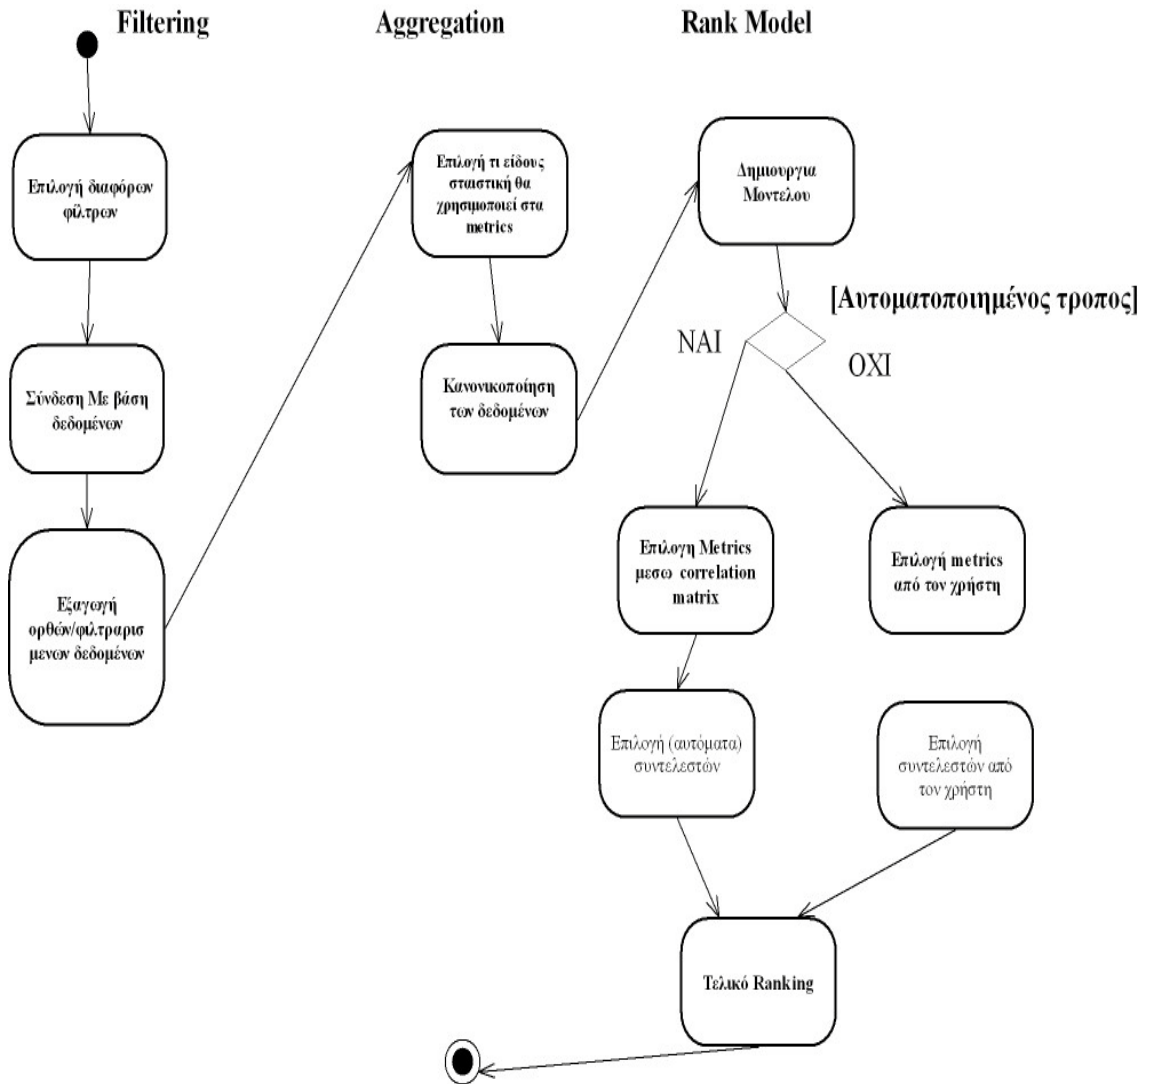 Filtering
Aggregation
Rank Model
Επιλογή διαφόρων
φίλτρων
Σύνδεση Με βάση
δεδομένων
Εξαγωγή
ορθών/φιλτραρισ
μενων δεδομένων
Επιλογή τι είδους
σταιστική θα
χρησιμοποιεί στα
metrics
Κανονικοποίηση
των δεδομένων
Δημιουργια
Μοντελου
[Αυτοματοποιημένος τροπος]
ΝΑΙ
ΟΧΙ
Επιλογη Metrics
μεσω correlation
matrix
Επιλογή metrics
από τον χρήστη
Επιλογή (αυτόματα)
συντελεστών
Επιλογή
συντελεστών από
τον χρήστη
Τελικό Ranking